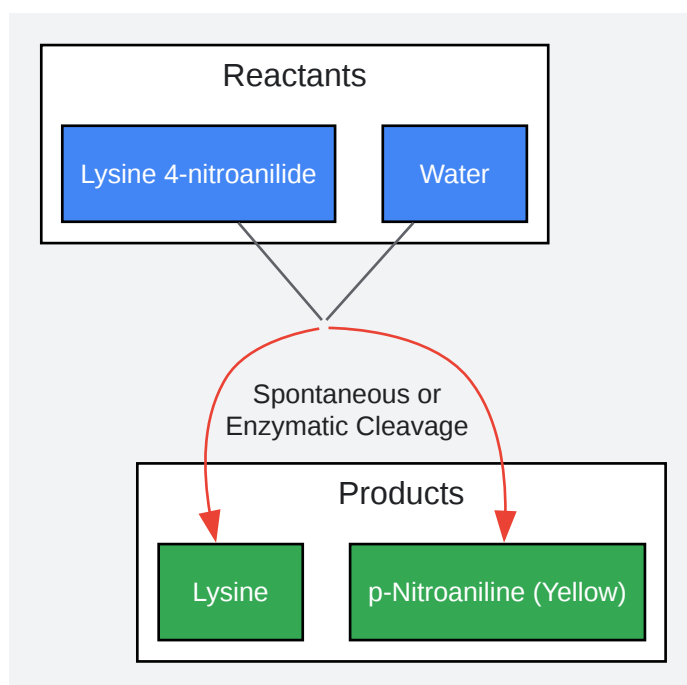 Reactants
Lysine 4-nitroanilide
Water
Spontaneous or
Enzymatic Cleavage
Products
Lysine
p-Nitroaniline (Yellow)